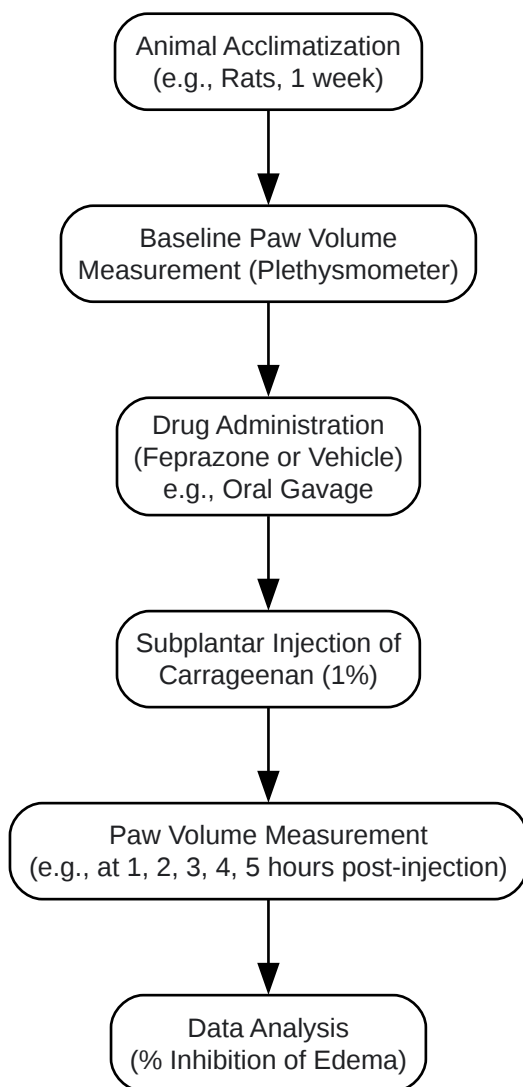 Animal Acclimatization
(e.g., Rats, 1 week)
Baseline Paw Volume
Measurement (Plethysmometer)
Drug Administration
(Feprazone or Vehicle)
e.g., Oral Gavage
Subplantar Injection of
Carrageenan (1%)
Paw Volume Measurement
(e.g., at 1, 2, 3, 4, 5 hours post-injection)
Data Analysis
(% Inhibition of Edema)